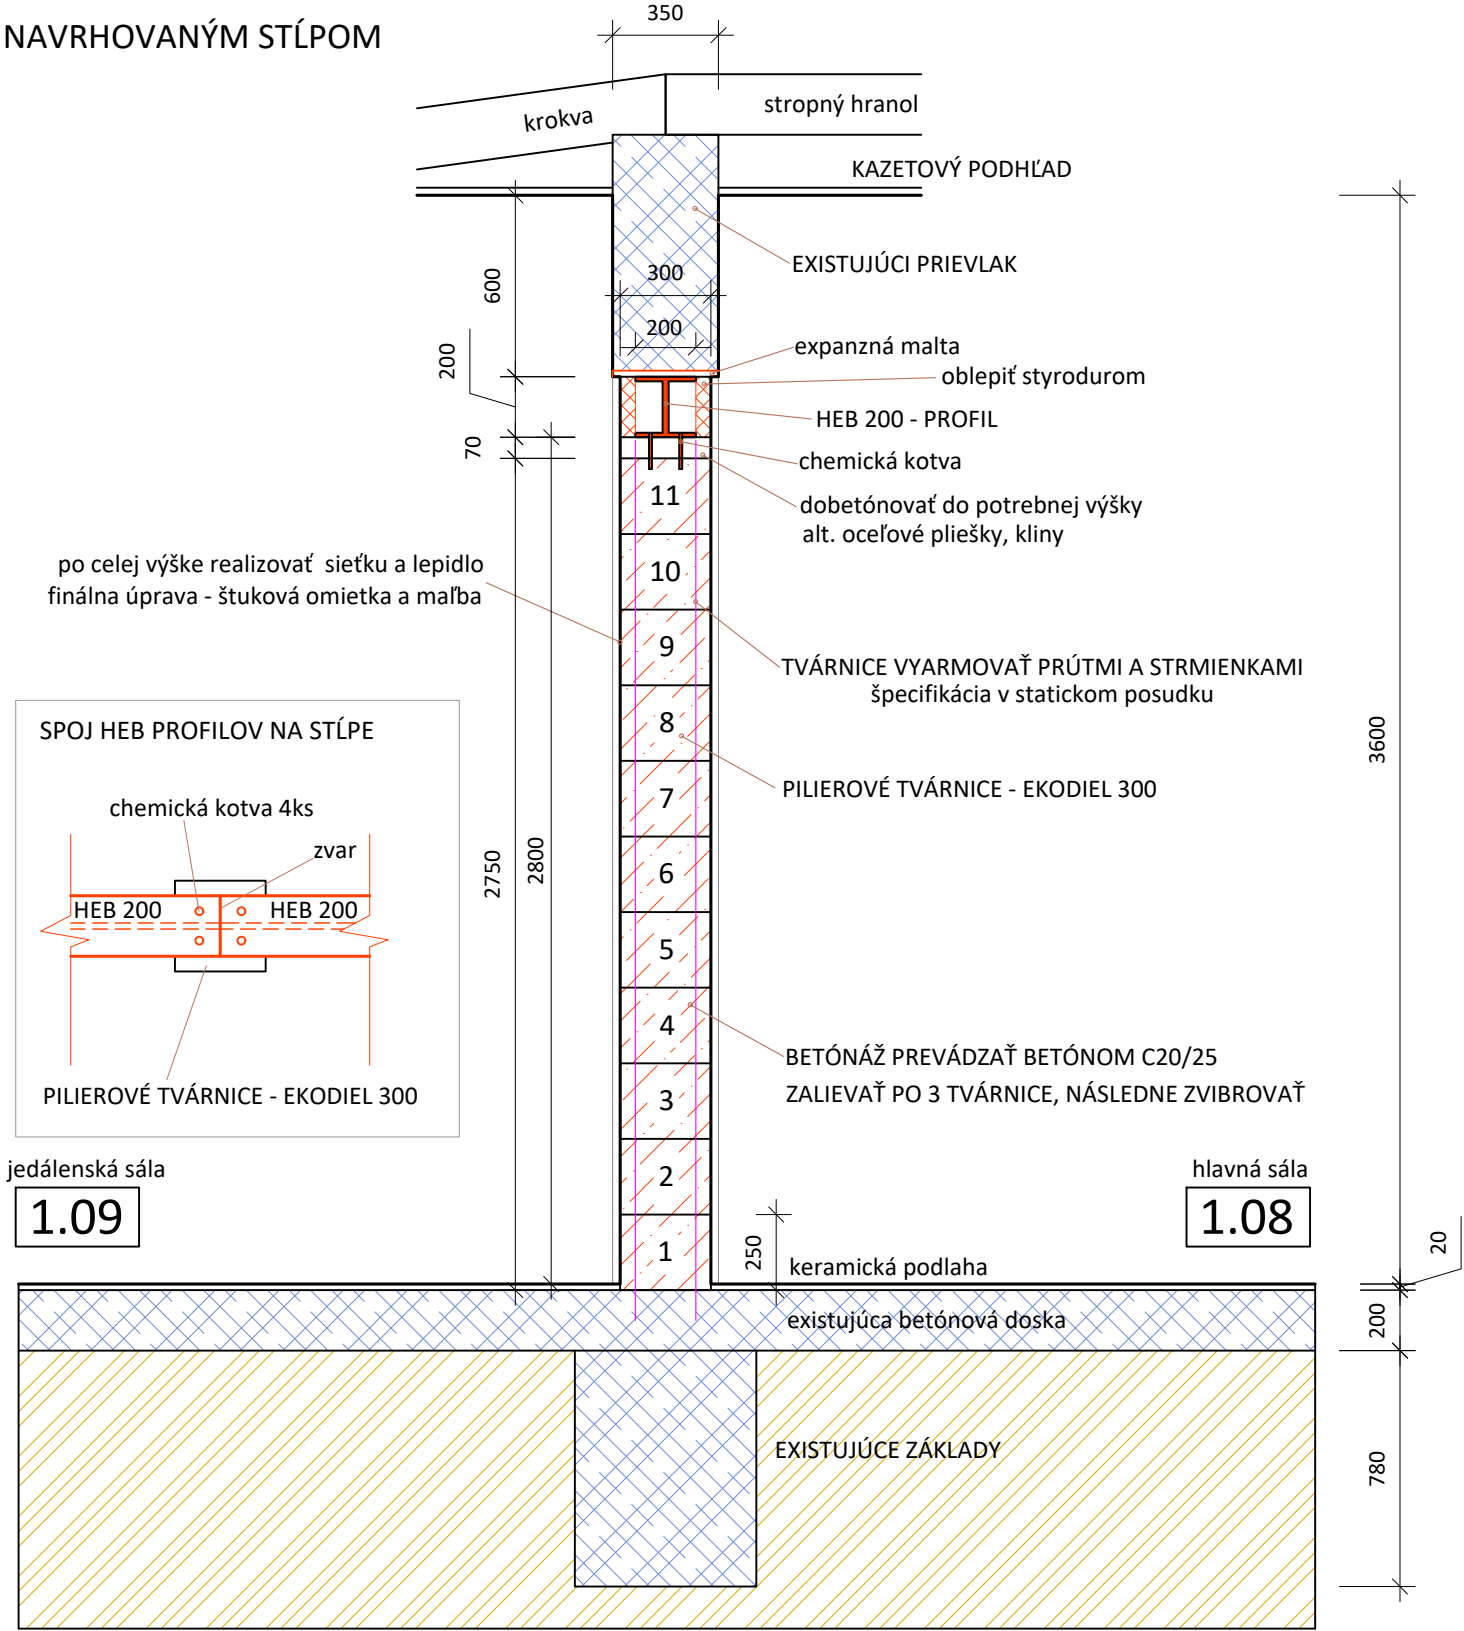 NAVRHOVANÝM STĹPOM
350
krokva
stropný hranol
KAZETOVÝ PODHĽAD
EXISTUJÚCI PRIEVLAK
600
300
200
200
expanzná malta
oblepiť styrodurom
HEB 200 - PROFIL
70
chemická kotva
dobetónovať do potrebnej výšky
alt. oceľové pliešky, kliny
11
10
9
8
7
6
5
4
3
2
1
po celej výške realizovať sieťku a lepidlo
finálna úprava - štuková omietka a maľba
TVÁRNICE VYARMOVAŤ PRÚTMI A STRMIENKAMI
špecifikácia v statickom posudku
3600
PILIEROVÉ TVÁRNICE - EKODIEL 300
2750
2800
SPOJ HEB PROFILOV NA STĹPE
chemická kotva 4ks
zvar
HEB 200
HEB 200
PILIEROVÉ TVÁRNICE - EKODIEL 300
BETÓNÁŽ PREVÁDZAŤ BETÓNOM C20/25
ZALIEVAŤ PO 3 TVÁRNICE, NÁSLEDNE ZVIBROVAŤ
jedálenská sála
1.09
hlavná sála
1.08
250
keramická podlaha
20
existujúca betónová doska
200
EXISTUJÚCE ZÁKLADY
780